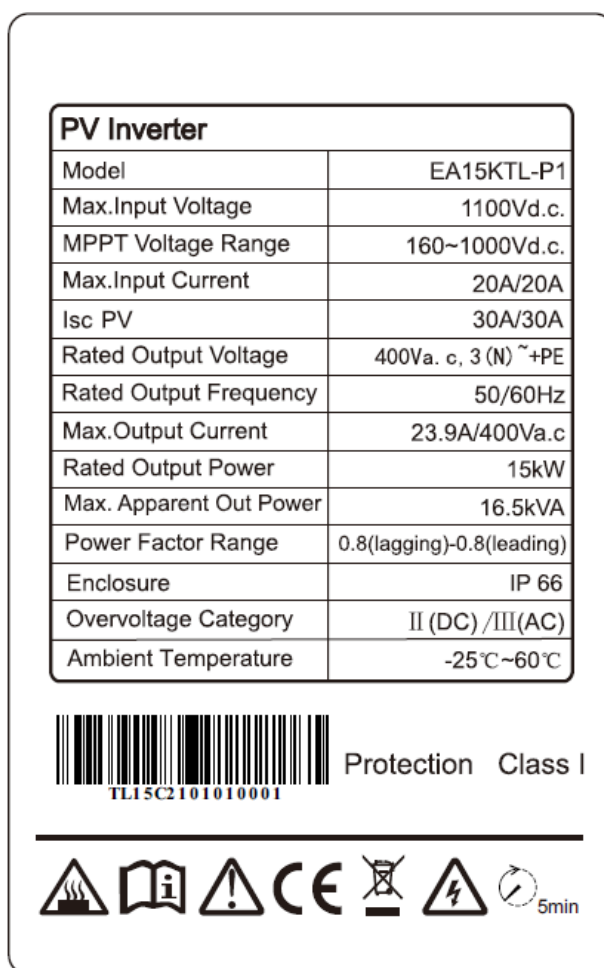 PV Inverter
Model EA15KTL-P1
Max.Input Voltage 1100Vd.c.
MPPT Voltage Range 160~1000Vd.c.
Max.Input Current 20A/20A
Isc PV 30A/30A
Rated Output Voltage 400Va. c, 3(N)~+PE
Rated Output Frequency 50/60Hz
Max.Output Current 23.9A/400Va.c
Rated Output Power 15kW
Max. Apparent Out Power 16.5kVA
Power Factor Range 0.8(lagging)-0.8(leading)
Enclosure IP 66
Overvoltage Category Ⅱ(DC)/Ⅲ(AC)
Ambient Temperature -25℃~60℃
Protection Class I
TL15C2101010001
CE
5min